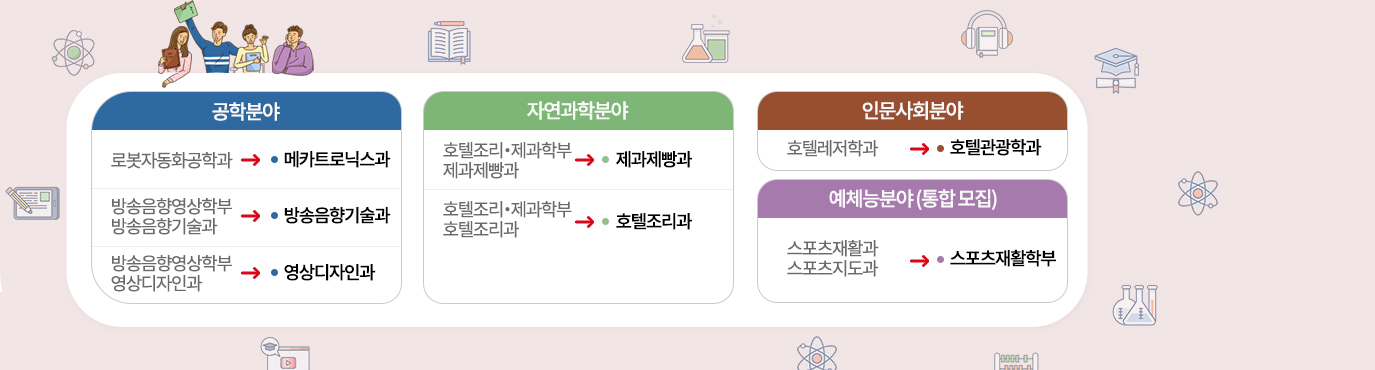 공학분야
로봇자동화공학과 → • 메카트로닉스과
방송음향영상학부
방송음향기술과 → • 방송음향기술과
방송음향영상학부
영상디자인과 → • 영상디자인과
자연과학분야
호텔조리•제과학부
제과제빵과 → • 제과제빵과
호텔조리•제과학부
호텔조리과 → • 호텔조리과
인문사회분야
호텔레저학과 → • 호텔관광학과
예체능분야 (통합 모집)
스포츠재활과
스포츠지도과 → • 스포츠재활학부